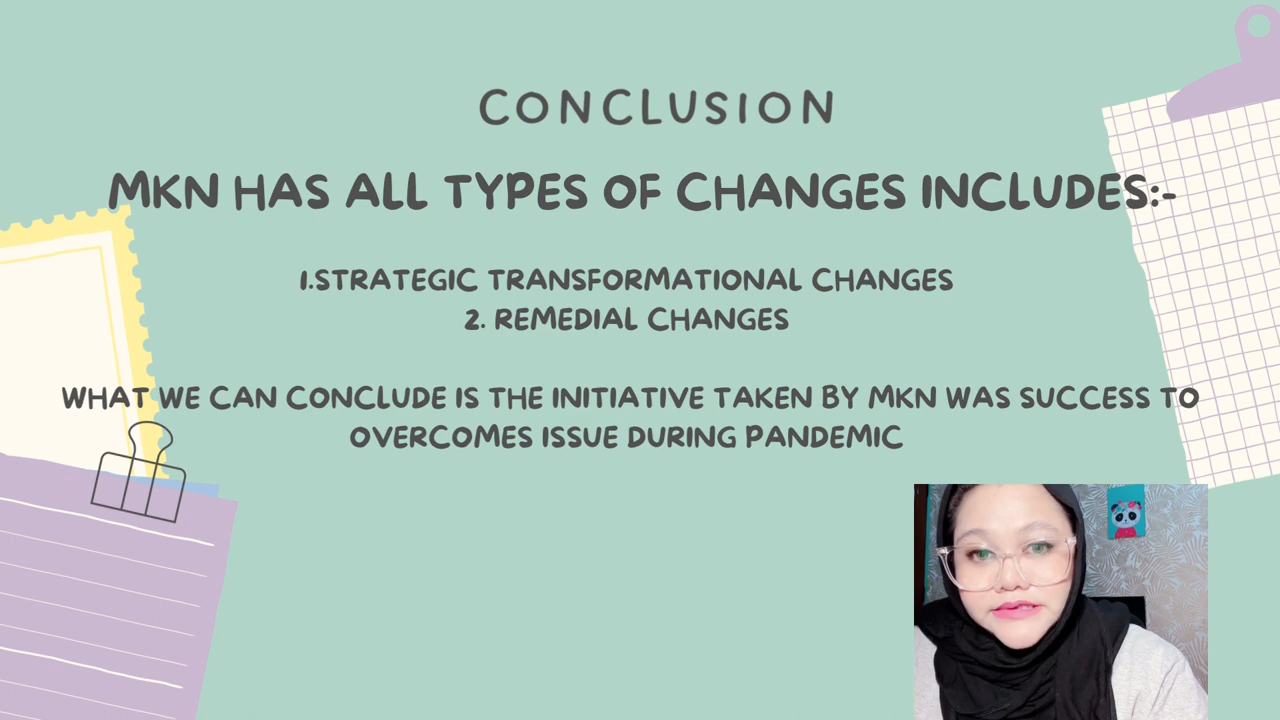 CONCLUSION
MKN HAS ALL TYPES OF CHANGES INCLUDES:-
1.STRATEGIC TRANSFORMATIONAL CHANGES
2. REMEDIAL CHANGES
WHAT WE CAN CONCLUDE IS THE INITIATIVE TAKEN BY MKN WAS SUCCESS TO
OVERCOMES ISSUE DURING PANDEMIC